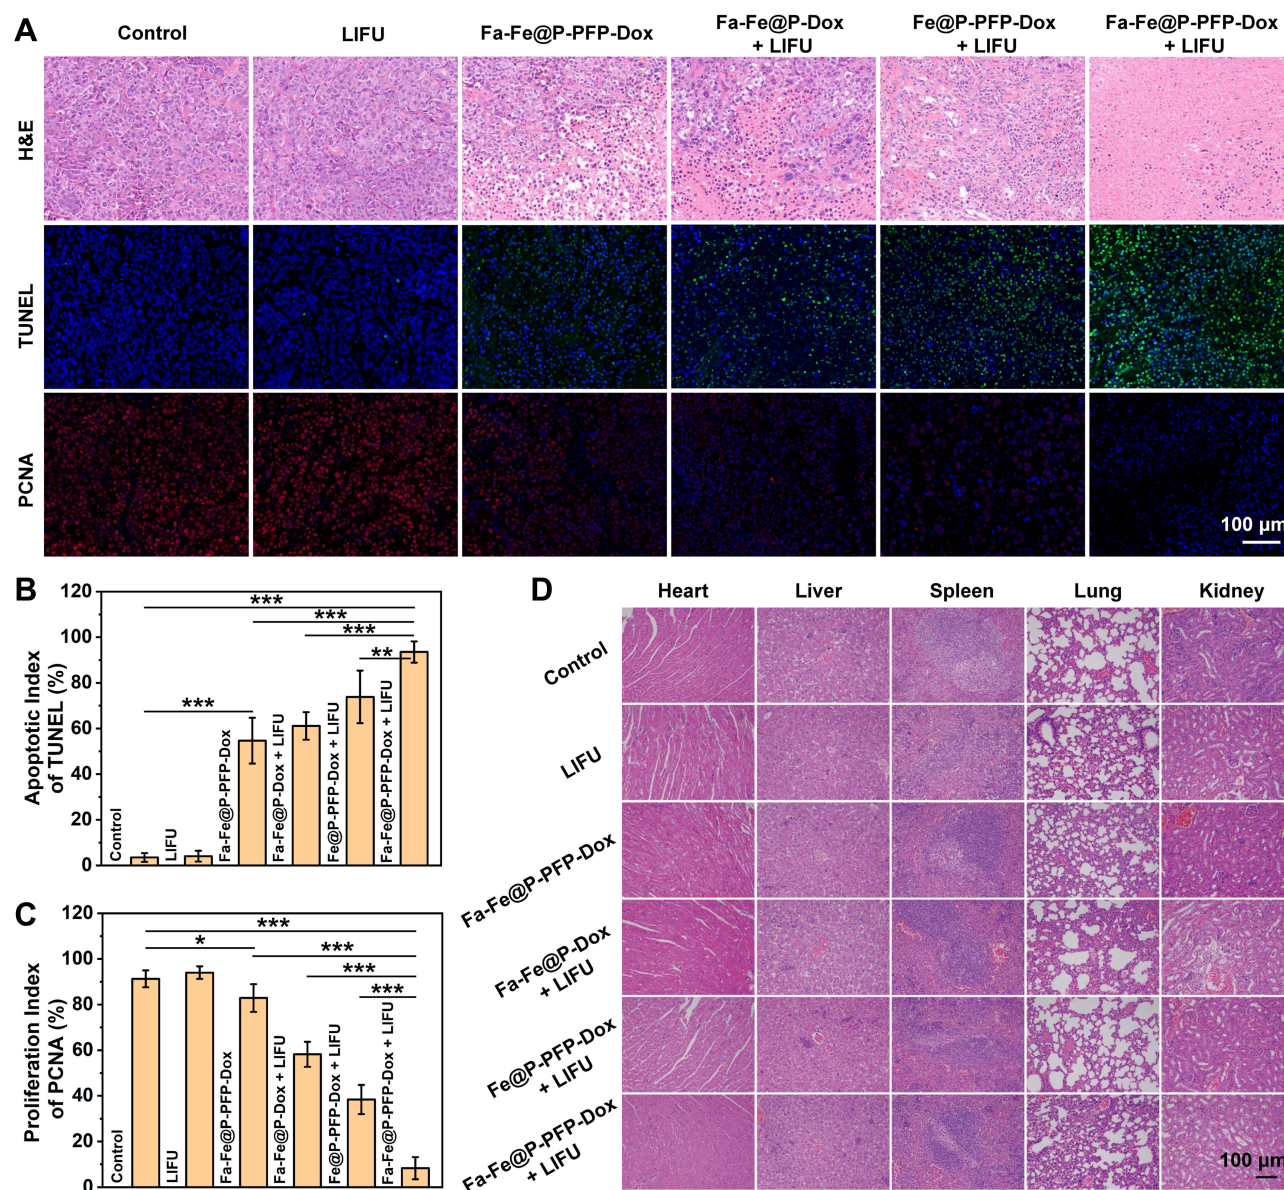 A
Control
LIFU
Fa-Fe@P-PFP-Dox
Fa-Fe@P-Dox
+ LIFU
Fe@P-PFP-Dox
+ LIFU
Fa-Fe@P-PFP-Dox
+ LIFU
H&E
TUNEL
PCNA
100 μm
B
Apoptotic Index
of TUNEL (%)
120
100
80
60
40
20
0
***
***
***
**
***
Control
LIFU
Fa-Fe@P-PFP-Dox
Fa-Fe@P-Dox + LIFU
Fe@P-PFP-Dox + LIFU
Fa-Fe@P-PFP-Dox + LIFU
C
Proliferation Index
of PCNA (%)
120
100
80
60
40
20
0
***
*
***
***
***
Control
LIFU
Fa-Fe@P-PFP-Dox
Fa-Fe@P-Dox + LIFU
Fe@P-PFP-Dox + LIFU
Fa-Fe@P-PFP-Dox + LIFU
D
Heart
Liver
Spleen
Lung
Kidney
Control
LIFU
Fa-Fe@P-PFP-Dox
Fa-Fe@P-Dox
+ LIFU
Fe@P-PFP-Dox
+ LIFU
Fa-Fe@P-PFP-Dox
+ LIFU
100 μm